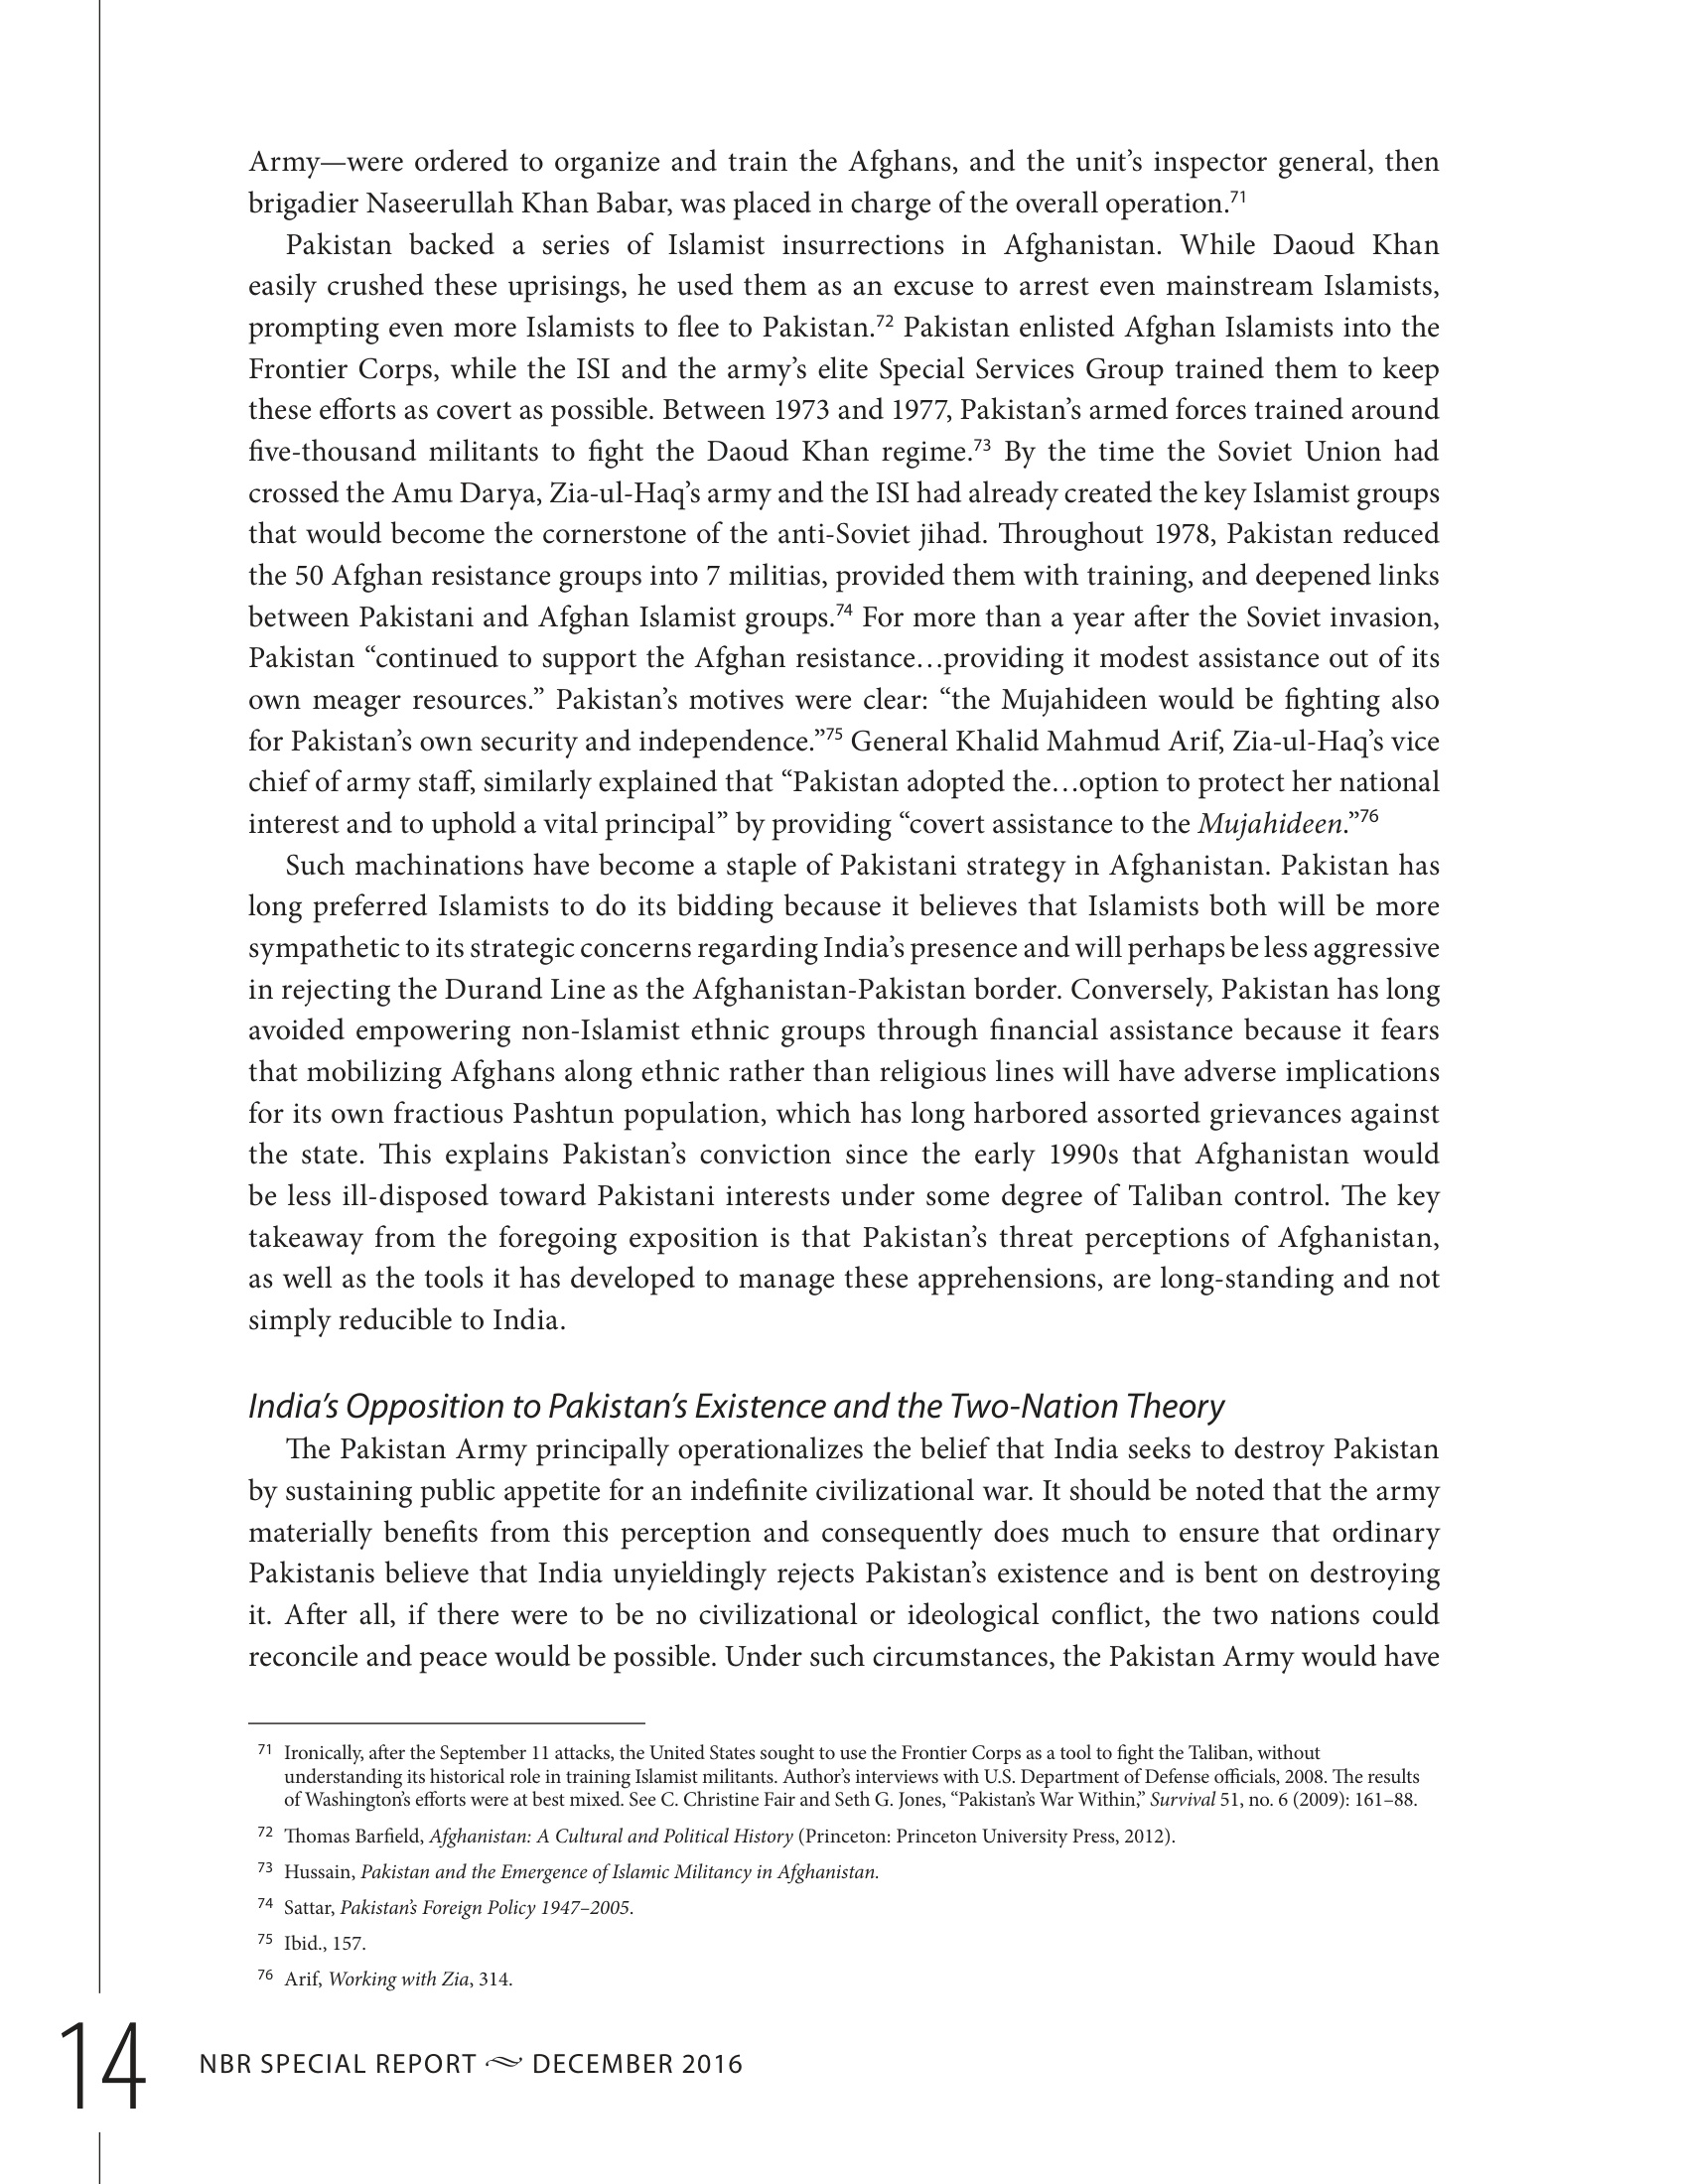 Army—were ordered to organize and train the Afghans, and the unit’s inspector general, then
brigadier Naseerullah Khan Babar, was placed in charge of the overall operation.71
Pakistan backed a series of Islamist insurrections in Afghanistan. While Daoud Khan
easily crushed these uprisings, he used them as an excuse to arrest even mainstream Islamists,
prompting even more Islamists to flee to Pakistan.72 Pakistan enlisted Afghan Islamists into the
Frontier Corps, while the ISI and the army’s elite Special Services Group trained them to keep
these efforts as covert as possible. Between 1973 and 1977, Pakistan’s armed forces trained around
five-thousand militants to fight the Daoud Khan regime.73 By the time the Soviet Union had
crossed the Amu Darya, Zia-ul-Haq’s army and the ISI had already created the key Islamist groups
that would become the cornerstone of the anti-Soviet jihad. Throughout 1978, Pakistan reduced
the 50 Afghan resistance groups into 7 militias, provided them with training, and deepened links
between Pakistani and Afghan Islamist groups.74 For more than a year after the Soviet invasion,
Pakistan “continued to support the Afghan resistance…providing it modest assistance out of its
own meager resources.” Pakistan’s motives were clear: “the Mujahideen would be fighting also
for Pakistan’s own security and independence.”75 General Khalid Mahmud Arif, Zia-ul-Haq’s vice
chief of army staff, similarly explained that “Pakistan adopted the…option to protect her national
interest and to uphold a vital principal” by providing “covert assistance to the Mujahideen.”76
Such machinations have become a staple of Pakistani strategy in Afghanistan. Pakistan has
long preferred Islamists to do its bidding because it believes that Islamists both will be more
sympathetic to its strategic concerns regarding India’s presence and will perhaps be less aggressive
in rejecting the Durand Line as the Afghanistan-Pakistan border. Conversely, Pakistan has long
avoided empowering non-Islamist ethnic groups through financial assistance because it fears
that mobilizing Afghans along ethnic rather than religious lines will have adverse implications
for its own fractious Pashtun population, which has long harbored assorted grievances against
the state. This explains Pakistan’s conviction since the early 1990s that Afghanistan would
be less ill-disposed toward Pakistani interests under some degree of Taliban control. The key
takeaway from the foregoing exposition is that Pakistan’s threat perceptions of Afghanistan,
as well as the tools it has developed to manage these apprehensions, are long-standing and not
simply reducible to India.
India’s Opposition to Pakistan’s Existence and the Two-Nation Theory
The Pakistan Army principally operationalizes the belief that India seeks to destroy Pakistan
by sustaining public appetite for an indefinite civilizational war. It should be noted that the army
materially benefits from this perception and consequently does much to ensure that ordinary
Pakistanis believe that India unyieldingly rejects Pakistan’s existence and is bent on destroying
it. After all, if there were to be no civilizational or ideological conflict, the two nations could
reconcile and peace would be possible. Under such circumstances, the Pakistan Army would have
71 Ironically, after the September 11 attacks, the United States sought to use the Frontier Corps as a tool to fight the Taliban, without
understanding its historical role in training Islamist militants. Author’s interviews with U.S. Department of Defense officials, 2008. The results
of Washington’s efforts were at best mixed. See C. Christine Fair and Seth G. Jones, “Pakistan’s War Within,” Survival 51, no. 6 (2009): 161–88.
72 Thomas Barfield, Afghanistan: A Cultural and Political History (Princeton: Princeton University Press, 2012).
73 Hussain, Pakistan and the Emergence of Islamic Militancy in Afghanistan.
74 Sattar, Pakistan’s Foreign Policy 1947–2005.
75 Ibid., 157.
76 Arif, Working with Zia, 314.
14 NBR SPECIAL REPORT ~ DECEMBER 2016